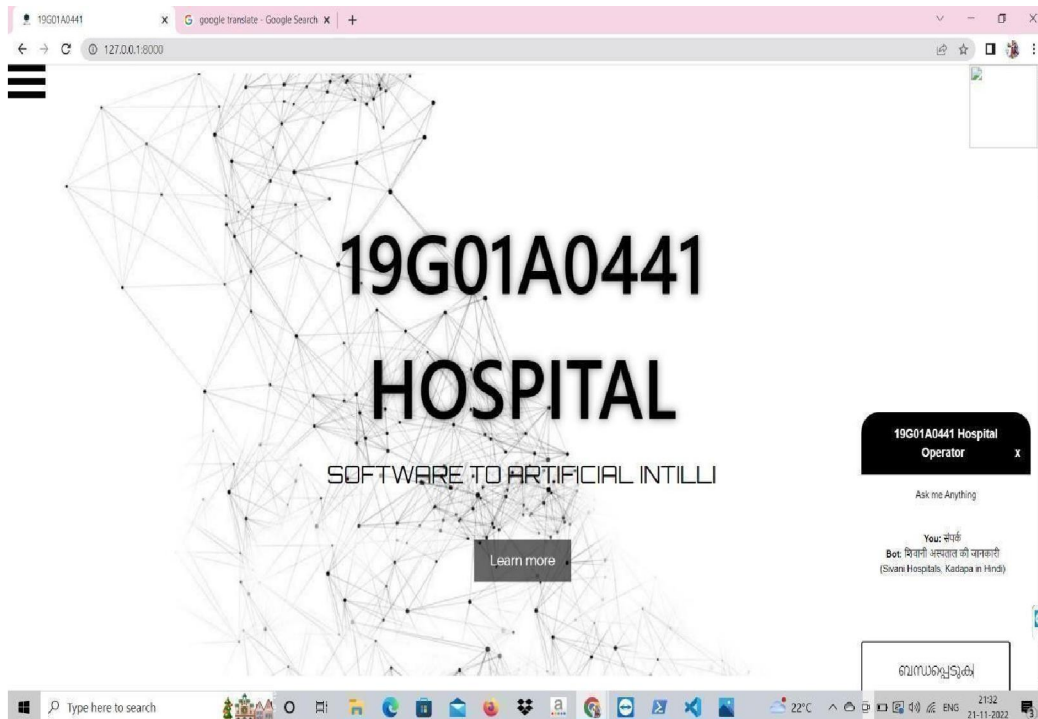 19G01A0441
google translate - Google Search
127.0.0.1:8000
19G01A0441
HOSPITAL
SOFTWARE TO ARTIFICIAL INTILLI
Learn more
19G01A0441 Hospital
Operator
x
Ask me Anything
You: संपर्क
Bot: शिवानी अस्पताल की जानकारी
(Sivani Hospitals, Kadapa in Hindi)
ബന്ധപ്പെടുക
Type here to search
22°C
ENG
21:32
21-11-2022